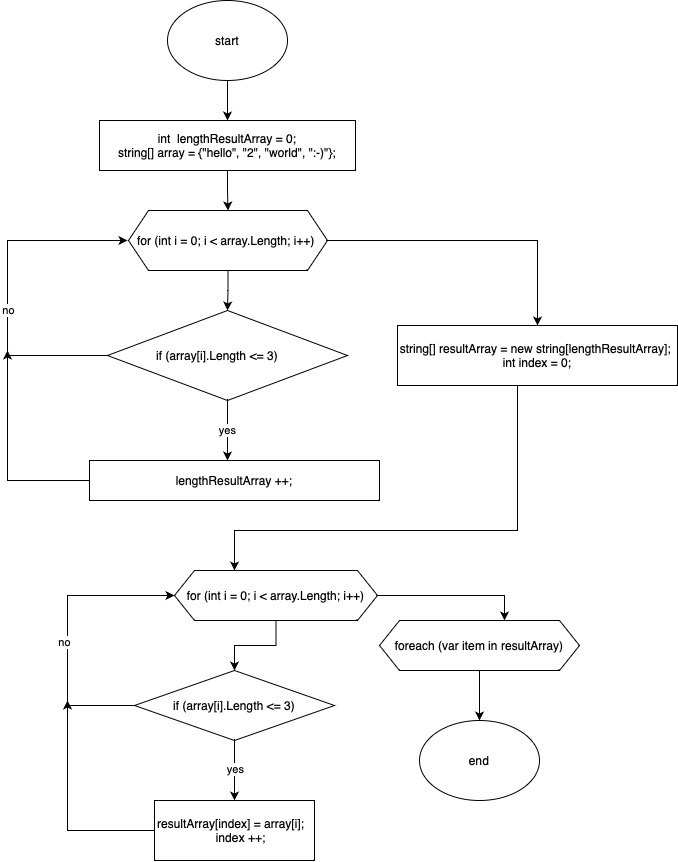 start
int lengthResultArray = 0;
string[] array = {"hello", "2", "world", ":-)"};
for (int i = 0; i < array.Length; i++)
no
if (array[i].Length <= 3)
string[] resultArray = new string[lengthResultArray];
int index = 0;
yes
lengthResultArray ++;
for (int i = 0; i < array.Length; i++)
no
foreach (var item in resultArray)
if (array[i].Length <= 3)
yes
end
resultArray[index] = array[i];
index ++;